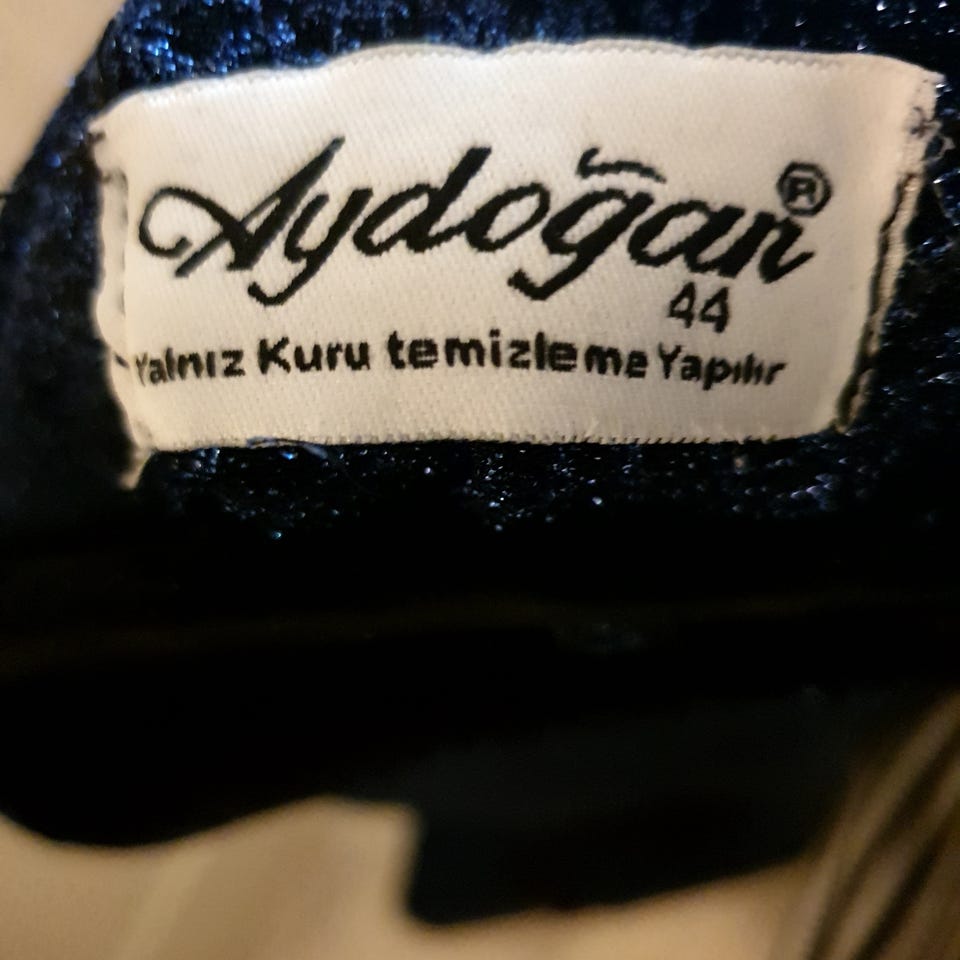 Aydoğan ®
44
Yalnız Kuru temizleme Yapılır